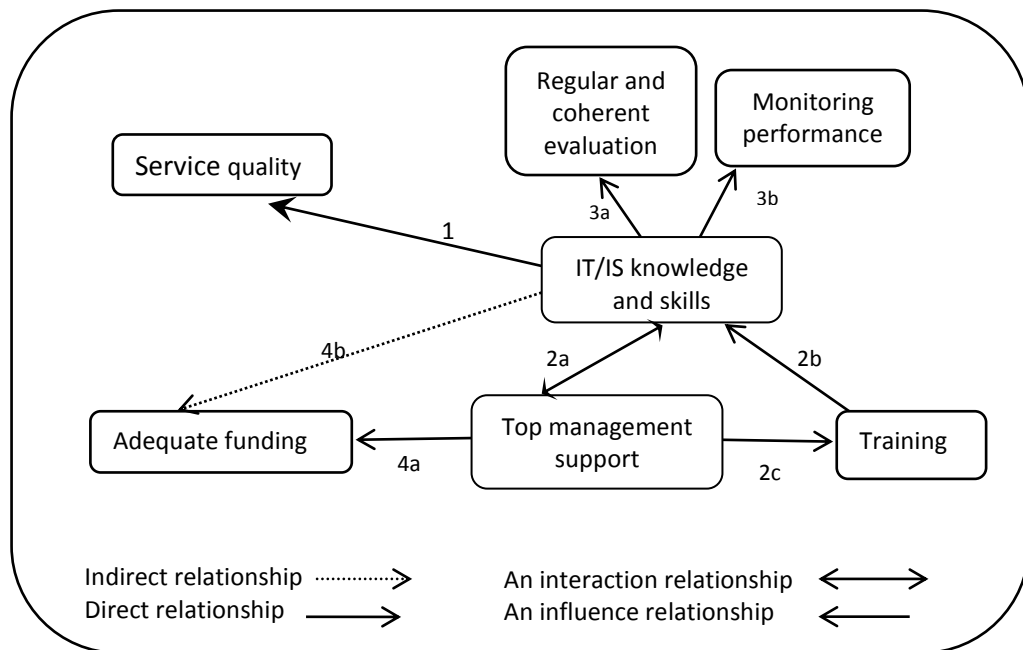 Regular and
coherent
evaluation
Monitoring
performance
Service quality
3a
3b
1
IT/IS knowledge
and skills
4b
2a
2b
Adequate funding
4a
Top management
support
2c
Training
Indirect relationship
An interaction relationship
Direct relationship
An influence relationship